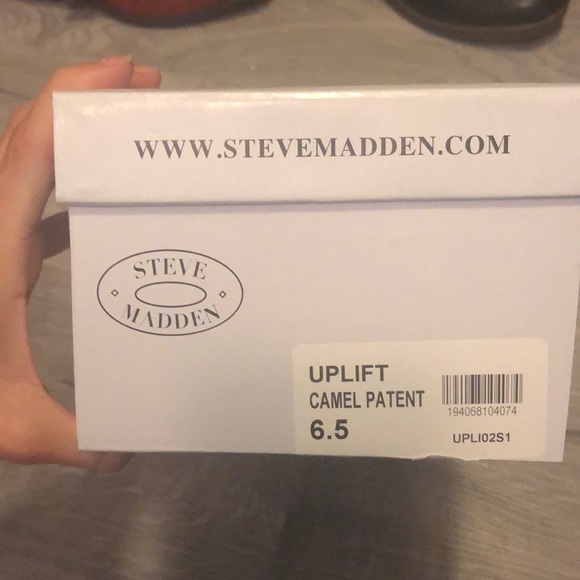 WWW.STEVEMADDEN.COM
STEVE
MADDEN
UPLIFT
CAMEL PATENT
6.5
194068104074
UPLI02S1